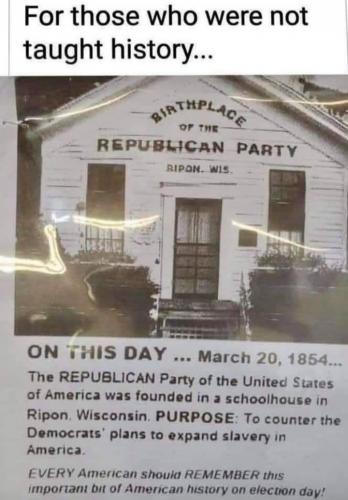 For those who were not
taught history...
BIRTHPLACE
OF THE
REPUBLICAN PARTY
RIPON. WIS.
ON THIS DAY ... March 20, 1854...
The REPUBLICAN Party of the United States
of America was founded in a schoolhouse in
Ripon. Wisconsin. PURPOSE: To counter the
Democrats' plans to expand slavery in
America.
EVERY American should REMEMBER this
important bit of American history on election day!